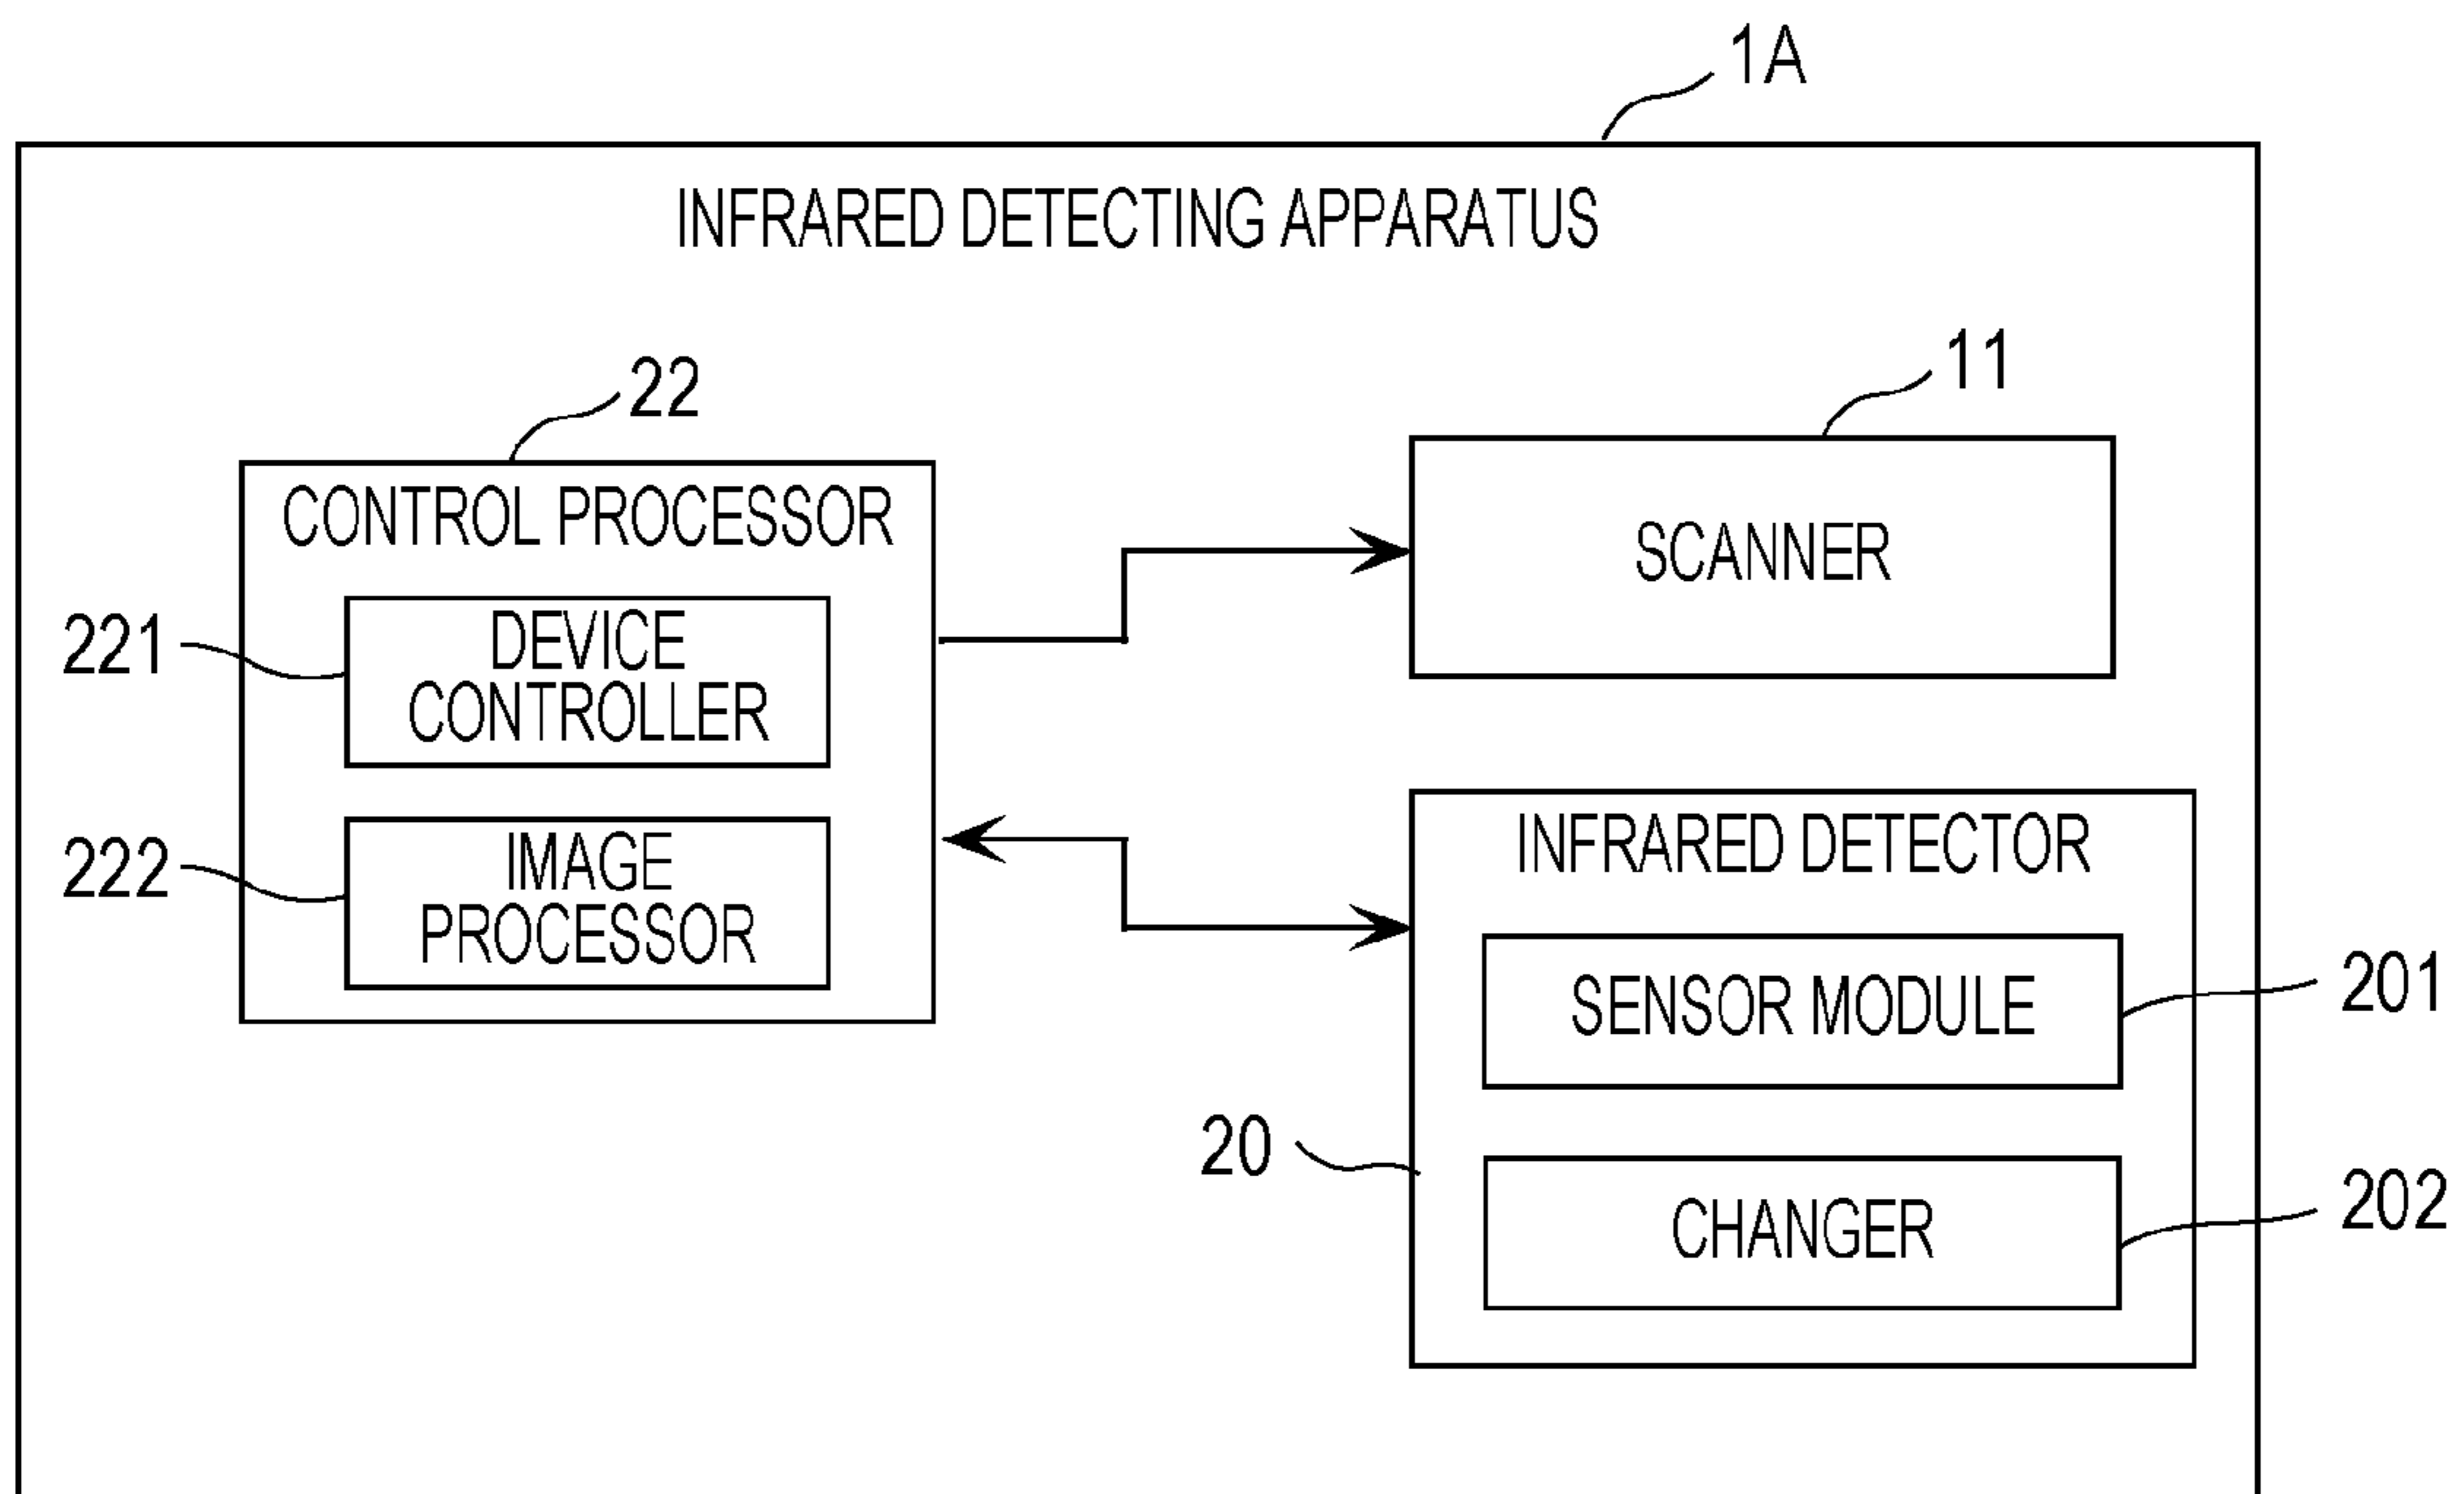 1A
INFRARED DETECTING APPARATUS
22
11
CONTROL PROCESSOR
SCANNER
221
DEVICE
CONTROLLER
222
IMAGE
PROCESSOR
INFRARED DETECTOR
SENSOR MODULE
201
20
CHANGER
202